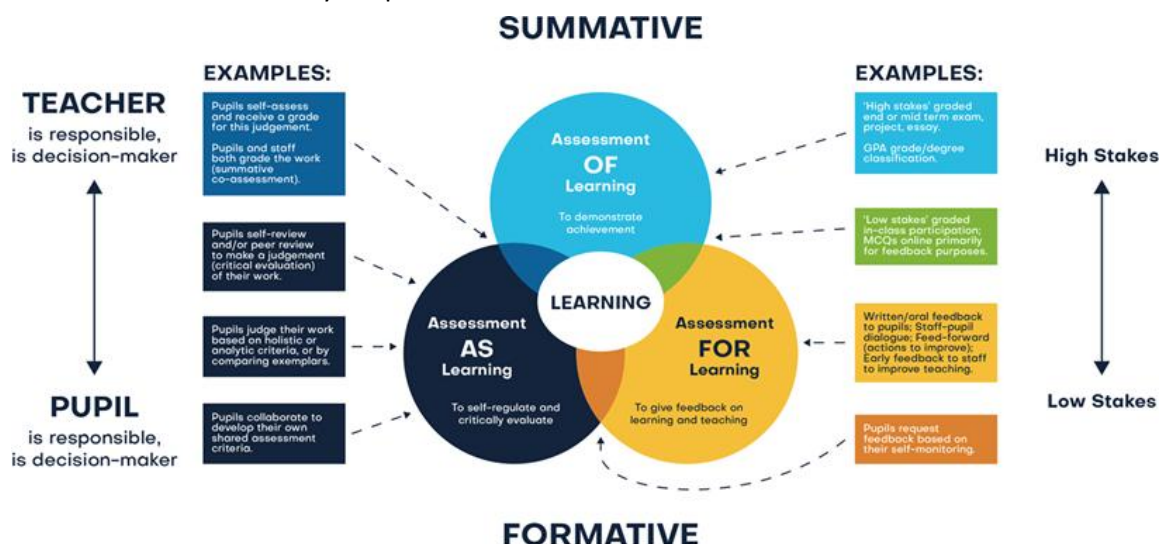 SUMMATIVE
TEACHER
is responsible,
is decision-maker
PUPIL
is responsible,
is decision-maker
EXAMPLES:
Pupils self-assess
and receive a grade
for this judgement.
Pupils and staff
both grade the work
(summative
co-assessment).
Pupils self-review
and/or peer review
to make a judgement
(critical evaluation)
of their work.
Pupils judge their work
based on holistic or
analytic criteria, or by
comparing exemplars.
Pupils collaborate to
develop their own
shared assessment
criteria.
Assessment
OF
Learning
To demonstrate
achievement
LEARNING
Assessment
AS
Learning
To self-regulate and
critically evaluate
Assessment
FOR
Learning
To give feedback on
learning and teaching
EXAMPLES:
'High stakes' graded
end or mid term exam,
project, essay.
GPA grade/degree
classification.
'Low stakes' graded
in-class participation;
MCQs online primarily
for feedback purposes.
Written/oral feedback
to pupils; Staff-pupil
dialogue; Feed-forward
(actions to improve);
Early feedback to staff
to improve teaching.
Pupils request
feedback based on
their self-monitoring.
High Stakes
Low Stakes
FORMATIVE